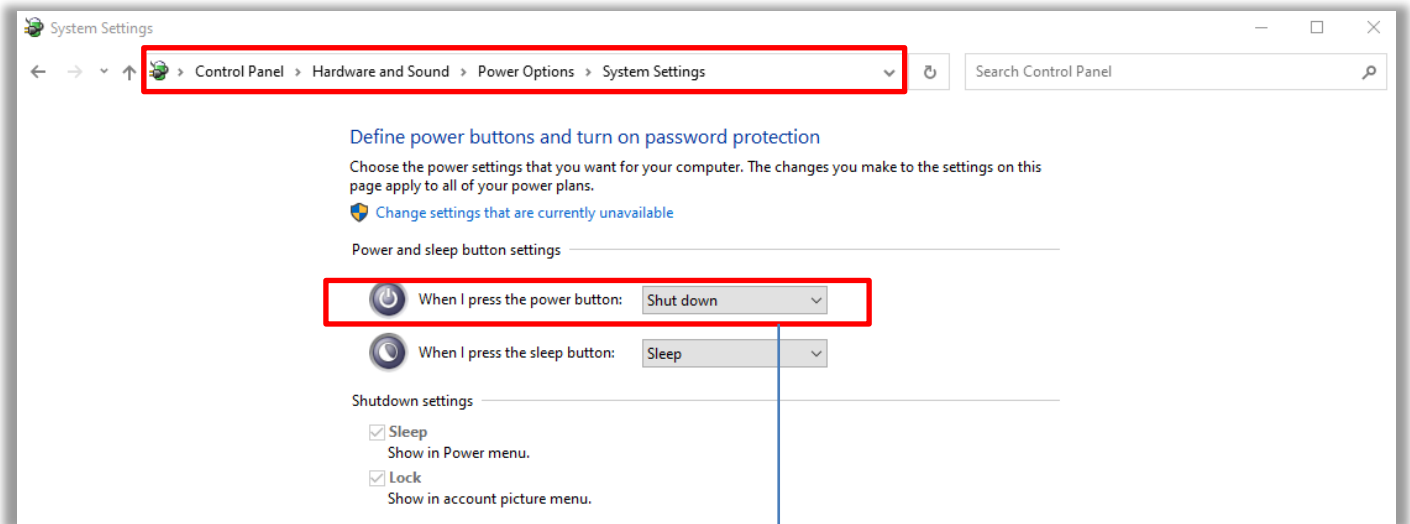 System Settings
Control Panel > Hardware and Sound > Power Options > System Settings
Search Control Panel
Define power buttons and turn on password protection
Choose the power settings that you want for your computer. The changes you make to the settings on this
page apply to all of your power plans.
Change settings that are currently unavailable
Power and sleep button settings
When I press the power button: Shut down
When I press the sleep button: Sleep
Shutdown settings
Sleep
Show in Power menu.
Lock
Show in account picture menu.